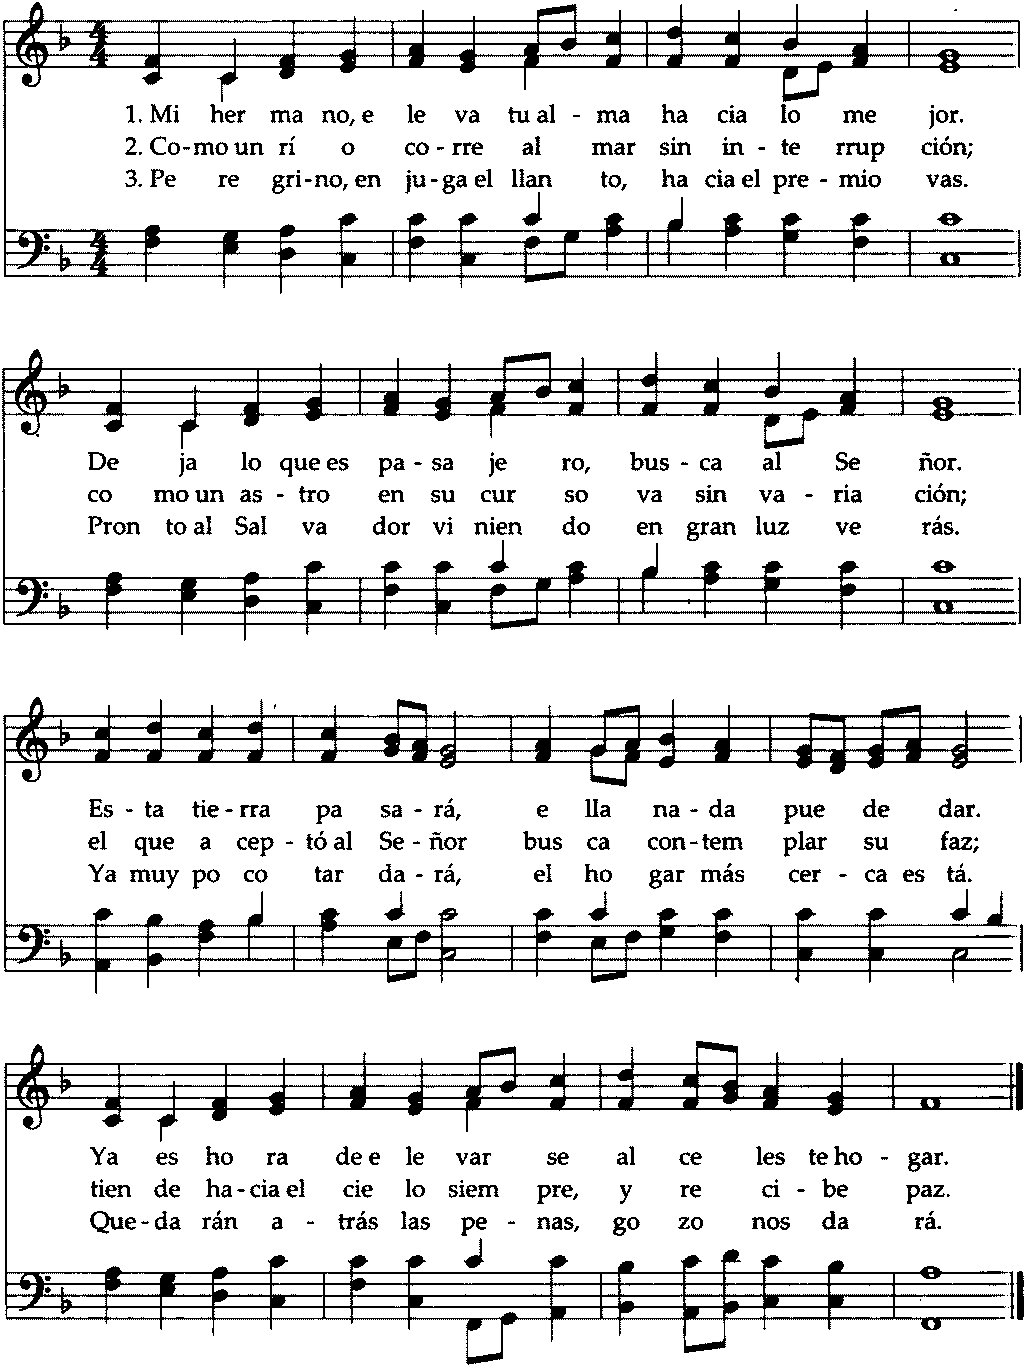 1. Mi her ma no, e le va tu al - ma ha cia lo me jor.
2. Co-mo un rí o co - rre al mar sin in - te rrup ción;
3. Pe re gri-no, en ju-ga el llan to, ha cia el pre - mio vas.
De ja lo que es pa - sa je ro, bus - ca al Se ñor.
co mo un as - tro en su cur so va sin va - ria ción;
Pron to al Sal va dor vi nien do en gran luz ve rás.
Es - ta tie - rra pa sa - rá, e lla na - da pue de dar.
el que a cep - tó al Se - ñor bus ca con - tem plar su faz;
Ya muy po co tar da - rá, el ho gar más cer - ca es tá.
Ya es ho ra de e le var se al ce les te ho - gar.
tien de ha - cia el cie lo siem pre, y re ci - be paz.
Que - da rán a - trás las pe - nas, go zo nos da rá.